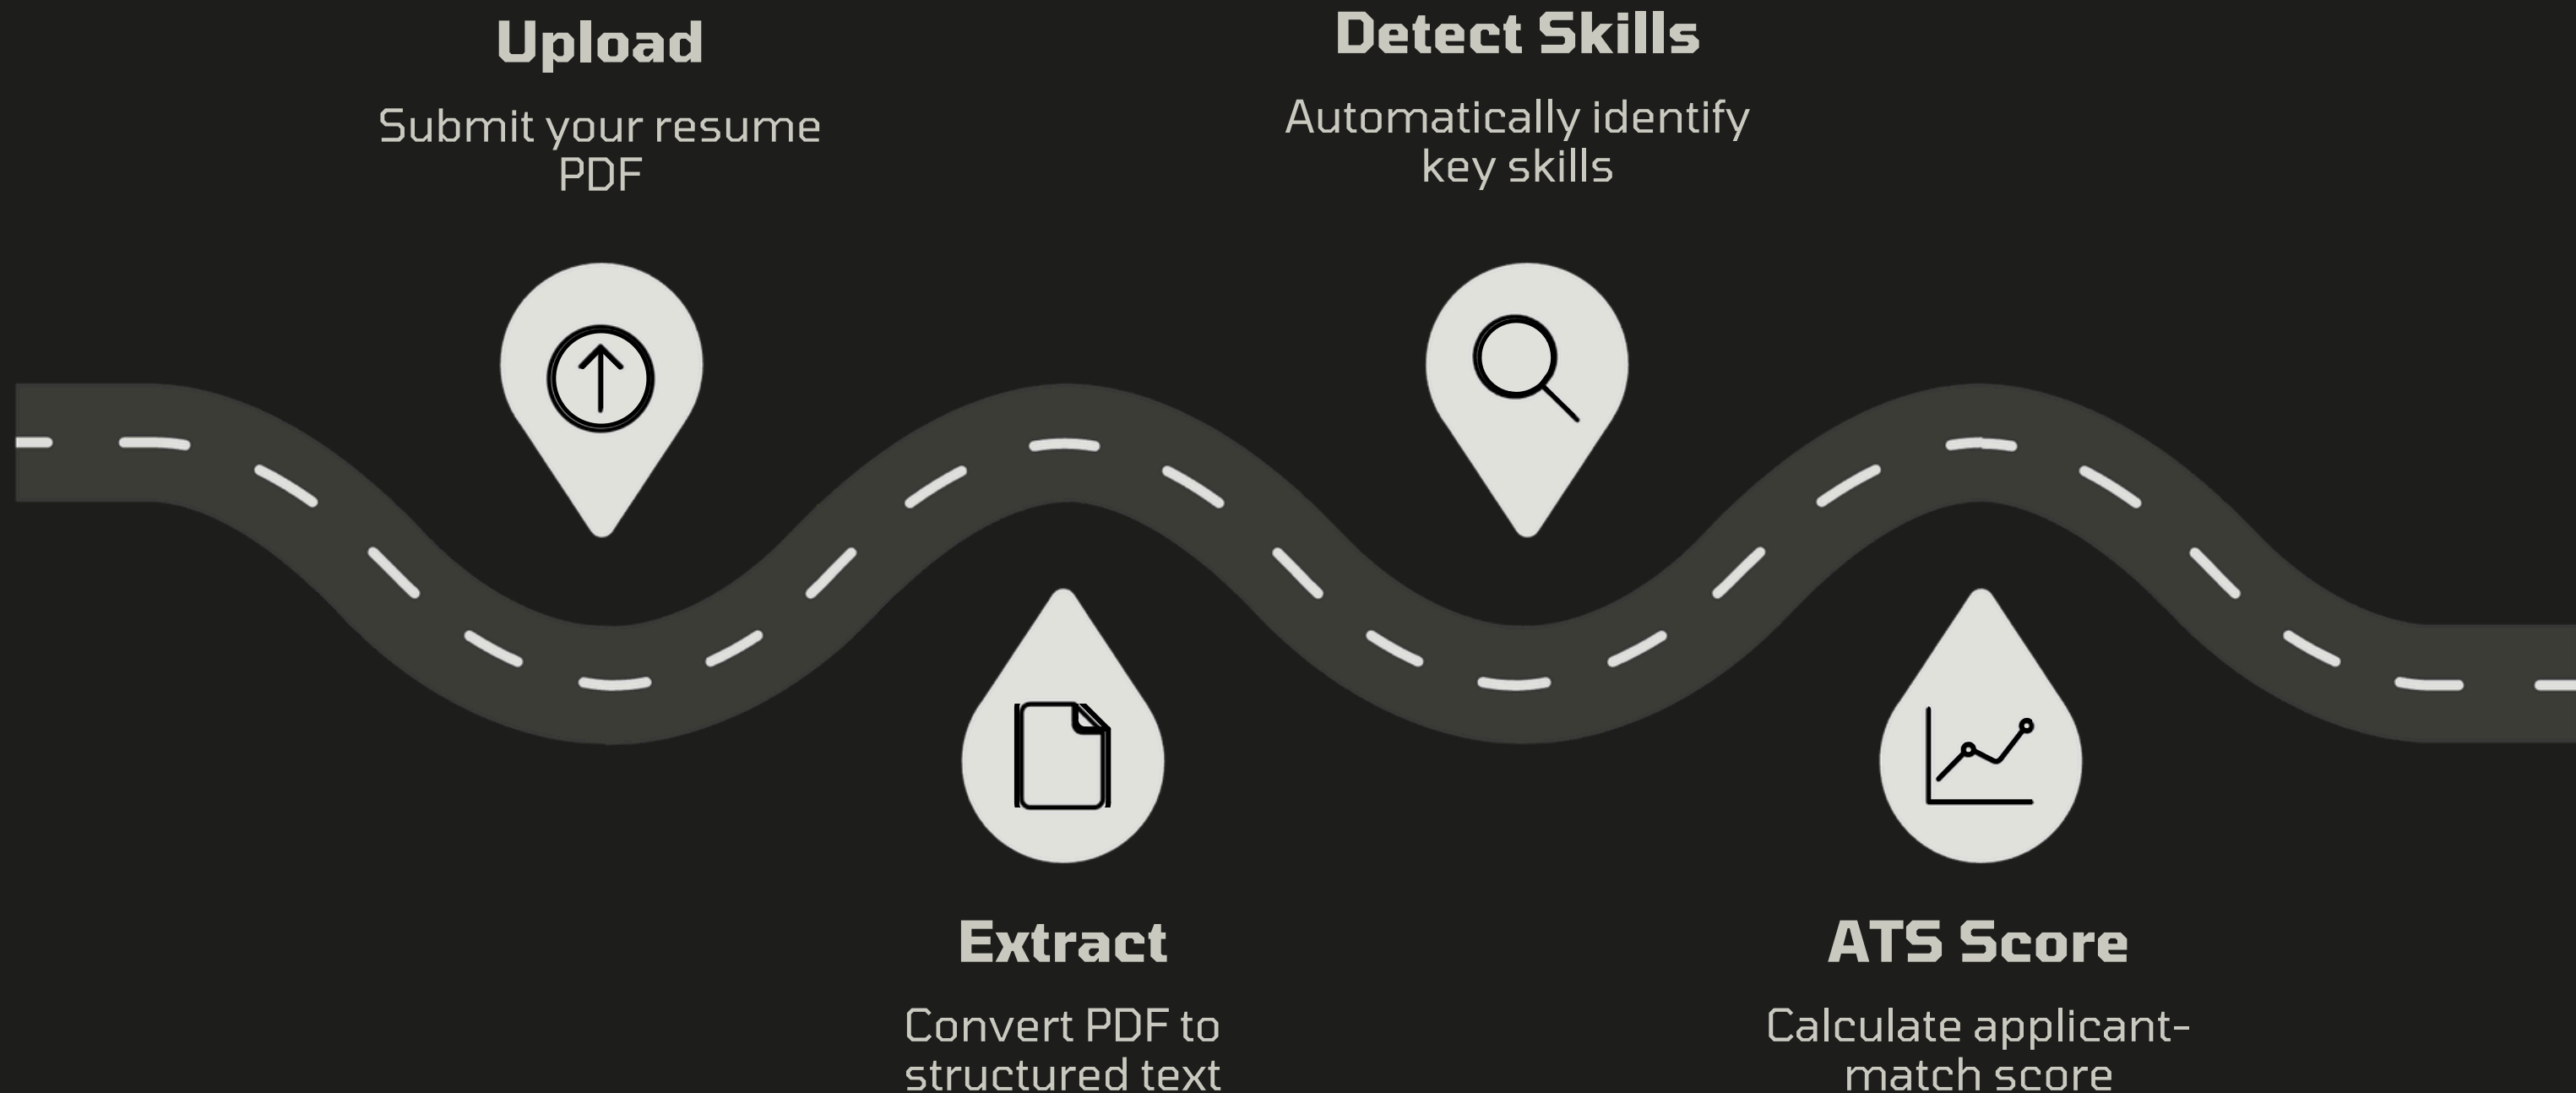 Upload
Submit your resume
PDF
Extract
Convert PDF to
structured text
Detect Skills
Automatically identify
key skills
ATS Score
Calculate applicant-
match score